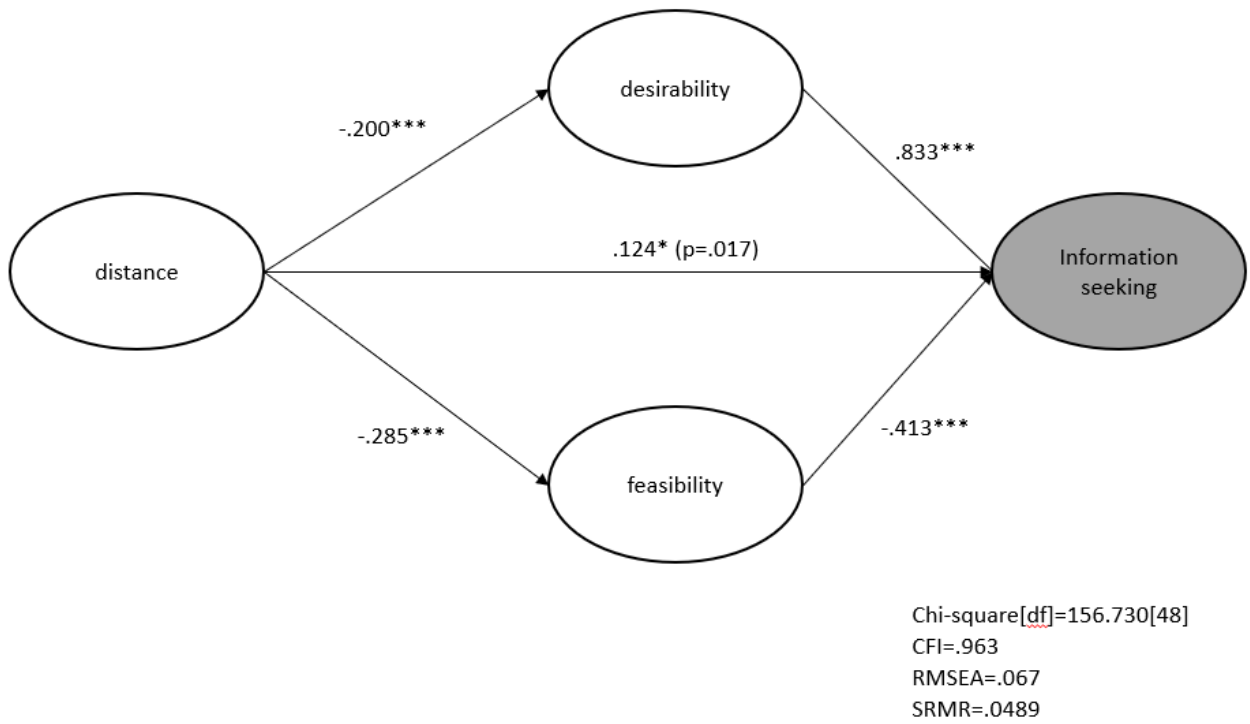 desirability
-.200***
.833***
.124* (p=.017)
distance
Information
seeking
-.285***
-.413***
feasibility
Chi-square[df]=156.730[48]
CFI=.963
RMSEA=.067
SRMR=.0489